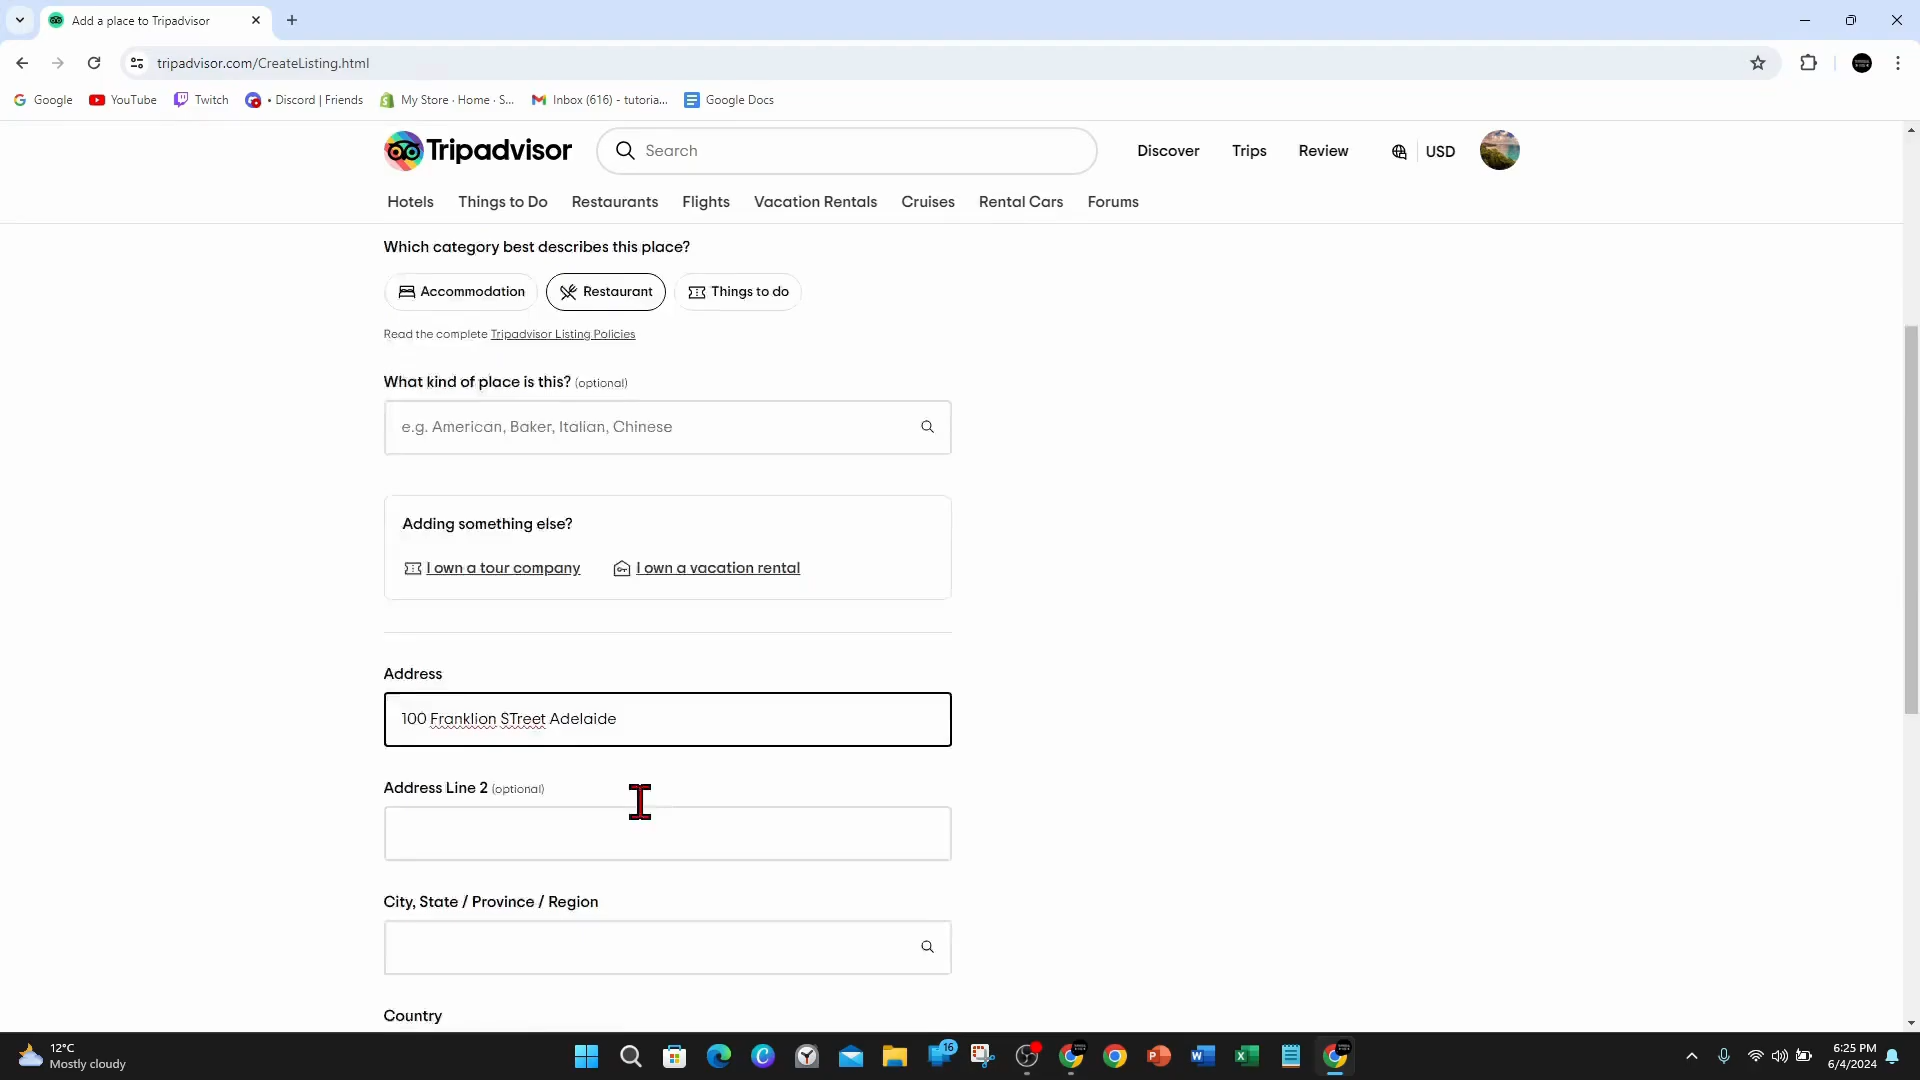 Add a place to Tripadvisor
tripadvisor.com/CreateListing.html
Google
YouTube
Twitch
• Discord | Friends
My Store · Home · S...
Inbox (616) - tutoria...
Google Docs
Tripadvisor
Search
Discover
Trips
Review
USD
Hotels
Things to Do
Restaurants
Flights
Vacation Rentals
Cruises
Rental Cars
Forums
Which category best describes this place?
Accommodation
Restaurant
Things to do
Read the complete Tripadvisor Listing Policies
What kind of place is this? (optional)
e.g. American, Baker, Italian, Chinese
Adding something else?
I own a tour company
I own a vacation rental
Address
100 Franklion STreet Adelaide
Address Line 2 (optional)
City, State / Province / Region
Country
12°C
Mostly cloudy
16
6:25 PM
6/4/2024